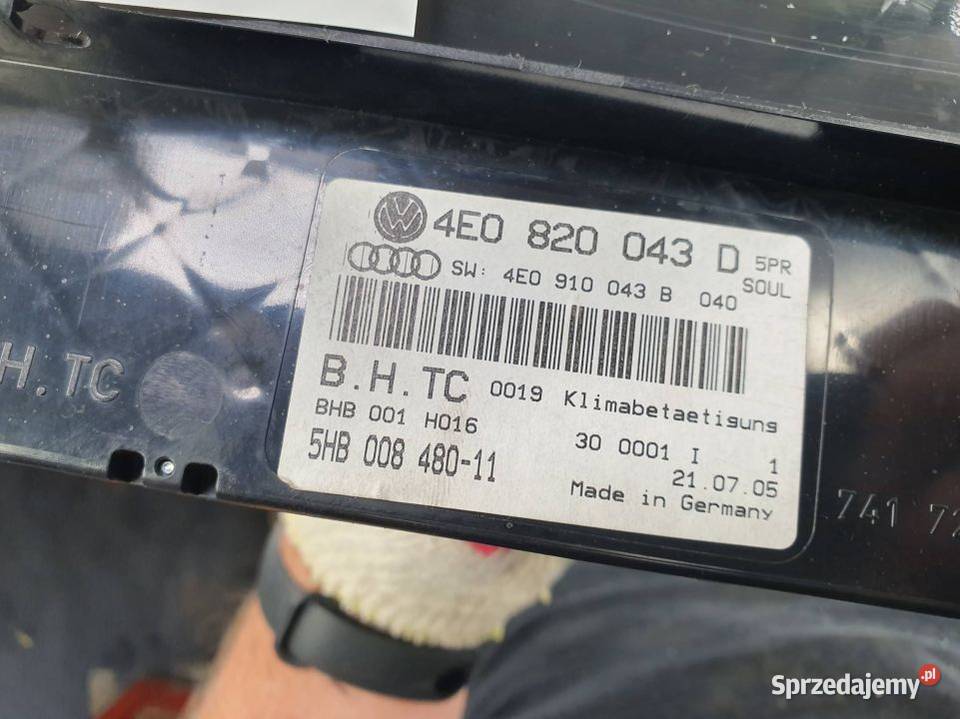 4E0 820 043 D 5PR
SOUL
SW: 4E0 910 043 B 040
B.H.TC 0019 Klimabetaetigung
BHB 001 H016
30 0001 I 1
5HB 008 480-11
21.07.05
Made in Germany
H.TC
741 72
Sprzedajemy.pl